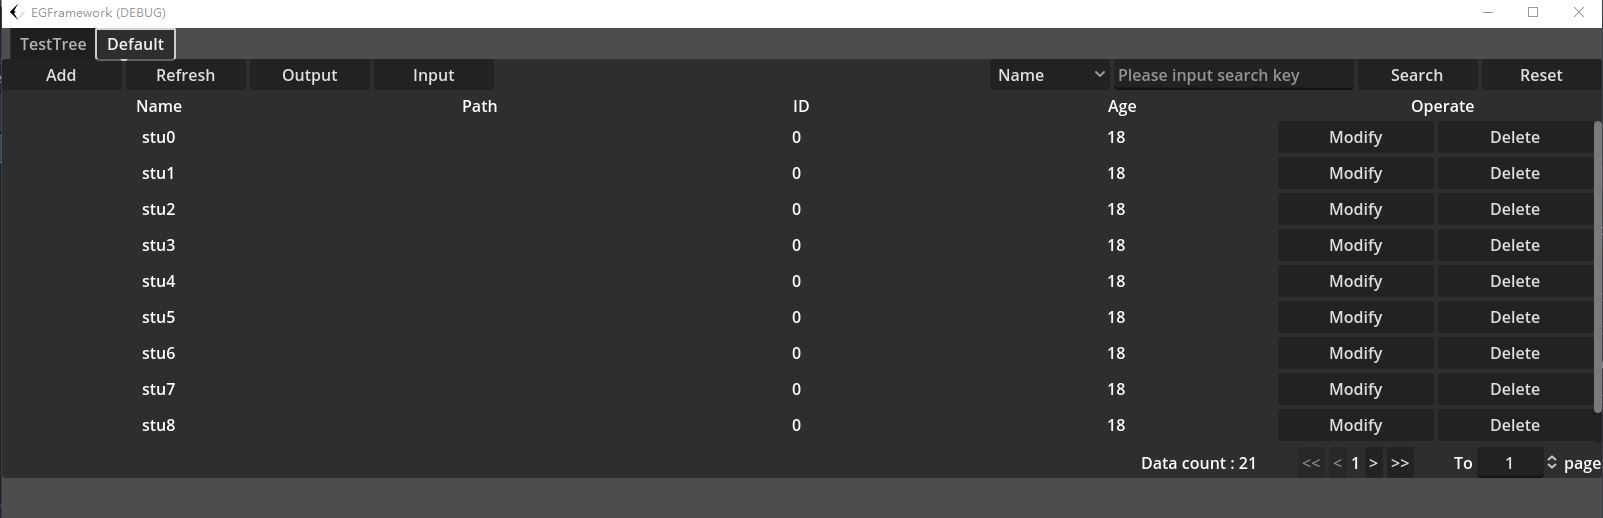 EGFramework (DEBUG)
TestTree Default
Add Refresh Output Input Name Please input search key Search Reset
Name Path ID Age Operate
stu0 0 18 Modify Delete
stu1 0 18 Modify Delete
stu2 0 18 Modify Delete
stu3 0 18 Modify Delete
stu4 0 18 Modify Delete
stu5 0 18 Modify Delete
stu6 0 18 Modify Delete
stu7 0 18 Modify Delete
stu8 0 18 Modify Delete
Data count : 21 << < 1 > >> To 1 page